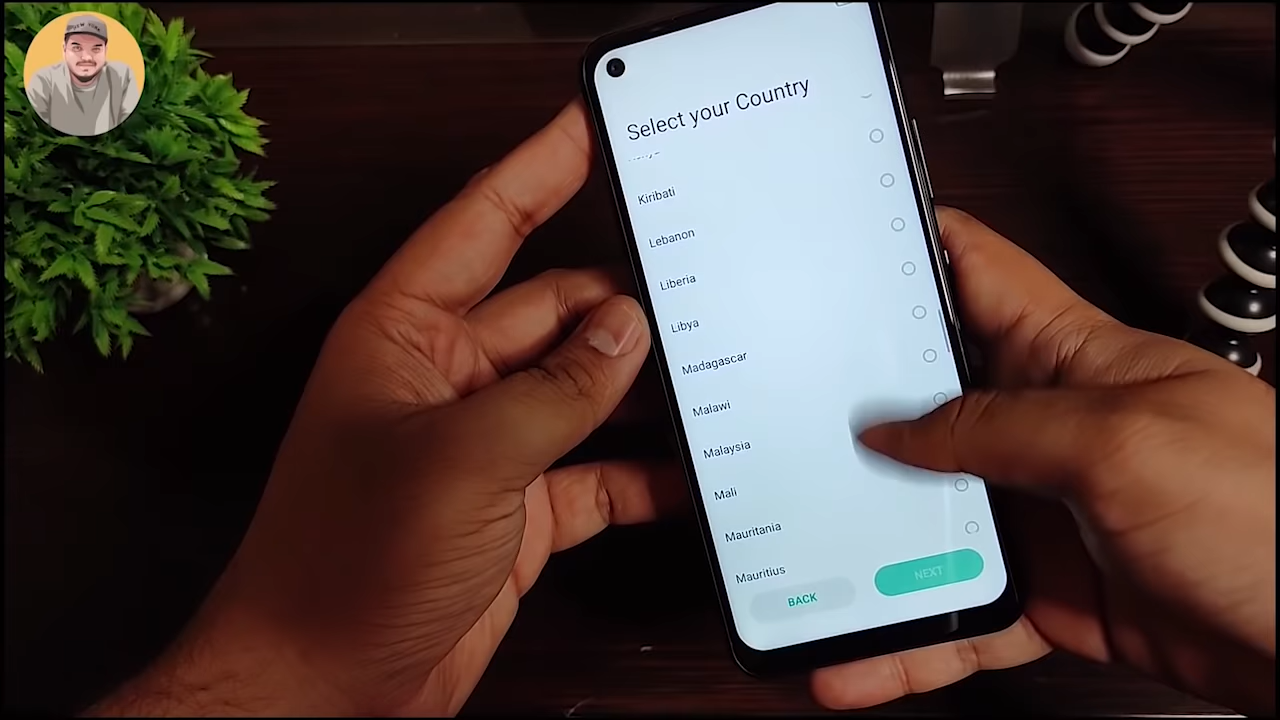 Select your Country
Kiribati
Lebanon
Liberia
Libya
Madagascar
Malawi
Malaysia
Mali
Mauritania
Mauritius
BACK
NEXT